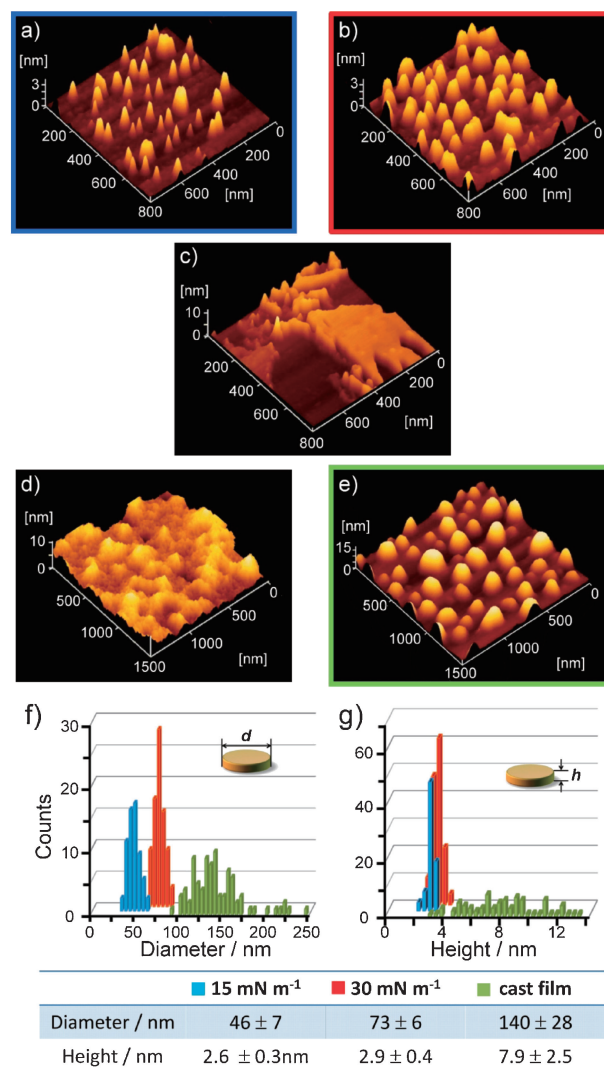 a)
[nm]
3
0
200
400
600
800
[nm]
600
400
200
0
b)
[nm]
3
0
200
400
600
800
[nm]
600
400
200
0
c)
[nm]
10
0
200
400
600
800
600
400
200
0
[nm]
d)
[nm]
10
0
500
1000
1500
1000
500
0
[nm]
e)
[nm]
15
0
500
1000
1500
1000
500
0
[nm]
f)
d
30
20
10
0
Counts
0 50 100 150 200 250
Diameter / nm
g)
h
60
40
20
0
0 4 8 12
Height / nm
15 mN m⁻¹ 30 mN m⁻¹ cast film
Diameter / nm 46 ± 7 73 ± 6 140 ± 28
Height / nm 2.6 ± 0.3nm 2.9 ± 0.4 7.9 ± 2.5